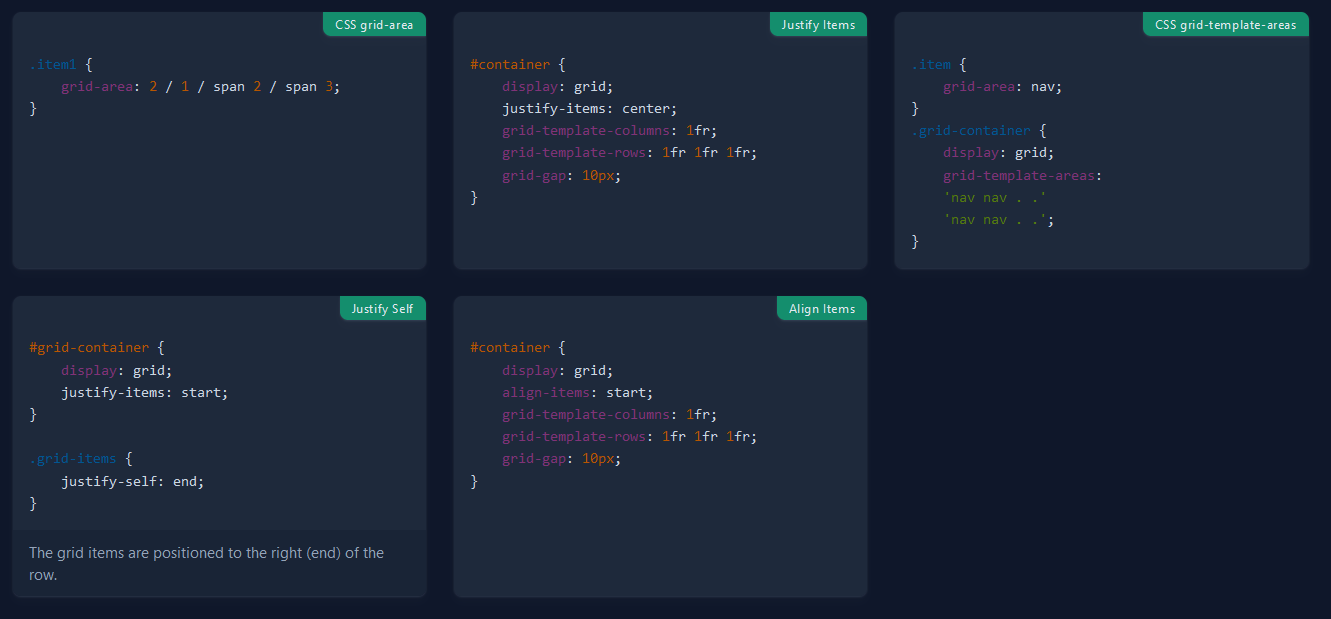 CSS grid-area
.item1 {
    grid-area: 2 / 1 / span 2 / span 3;
}
Justify Items
#container {
    display: grid;
    justify-items: center;
    grid-template-columns: 1fr;
    grid-template-rows: 1fr 1fr 1fr;
    grid-gap: 10px;
}
CSS grid-template-areas
.item {
    grid-area: nav;
}
.grid-container {
    display: grid;
    grid-template-areas:
    'nav nav . .'
    'nav nav . .';
}
Justify Self
#grid-container {
    display: grid;
    justify-items: start;
}
.grid-items {
    justify-self: end;
}
The grid items are positioned to the right (end) of the
row.
Align Items
#container {
    display: grid;
    align-items: start;
    grid-template-columns: 1fr;
    grid-template-rows: 1fr 1fr 1fr;
    grid-gap: 10px;
}